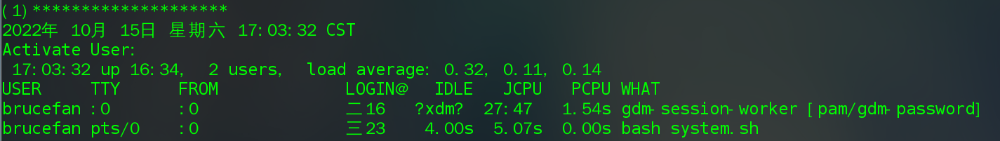 (1)********************
2022年 10月 15日 星期六 17:03:32 CST
Activate User:
 17:03:32 up 16:34,  2 users,  load average: 0.32, 0.11, 0.14
USER     TTY      FROM             LOGIN@   IDLE   JCPU   PCPU WHAT
brucefan :0       :0               二16   ?xdm?  27:47   1.54s gdm-session-worker [pam/gdm-password]
brucefan pts/0    :0               三23    4.00s  5.07s  0.00s bash system.sh